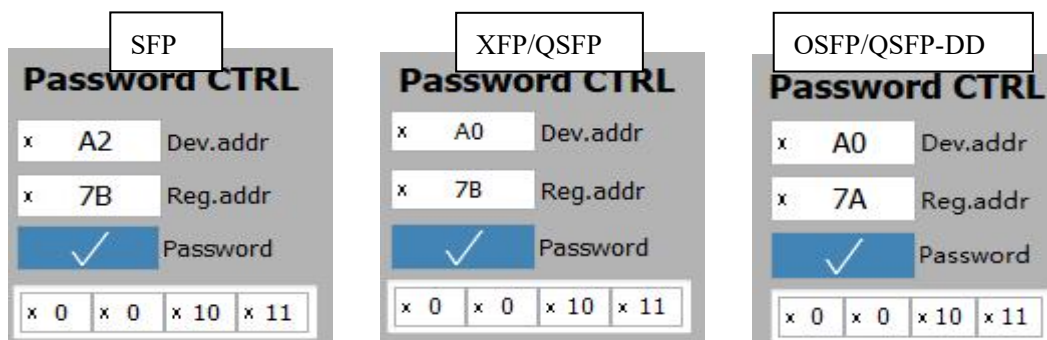 SFP
Password CTRL
x A2 Dev.addr
x 7B Reg.addr
Password
x 0 x 0 x 10 x 11
XFP/QSFP
Password CTRL
x A0 Dev.addr
x 7B Reg.addr
Password
x 0 x 0 x 10 x 11
OSFP/QSFP-DD
Password CTRL
x A0 Dev.addr
x 7A Reg.addr
Password
x 0 x 0 x 10 x 11